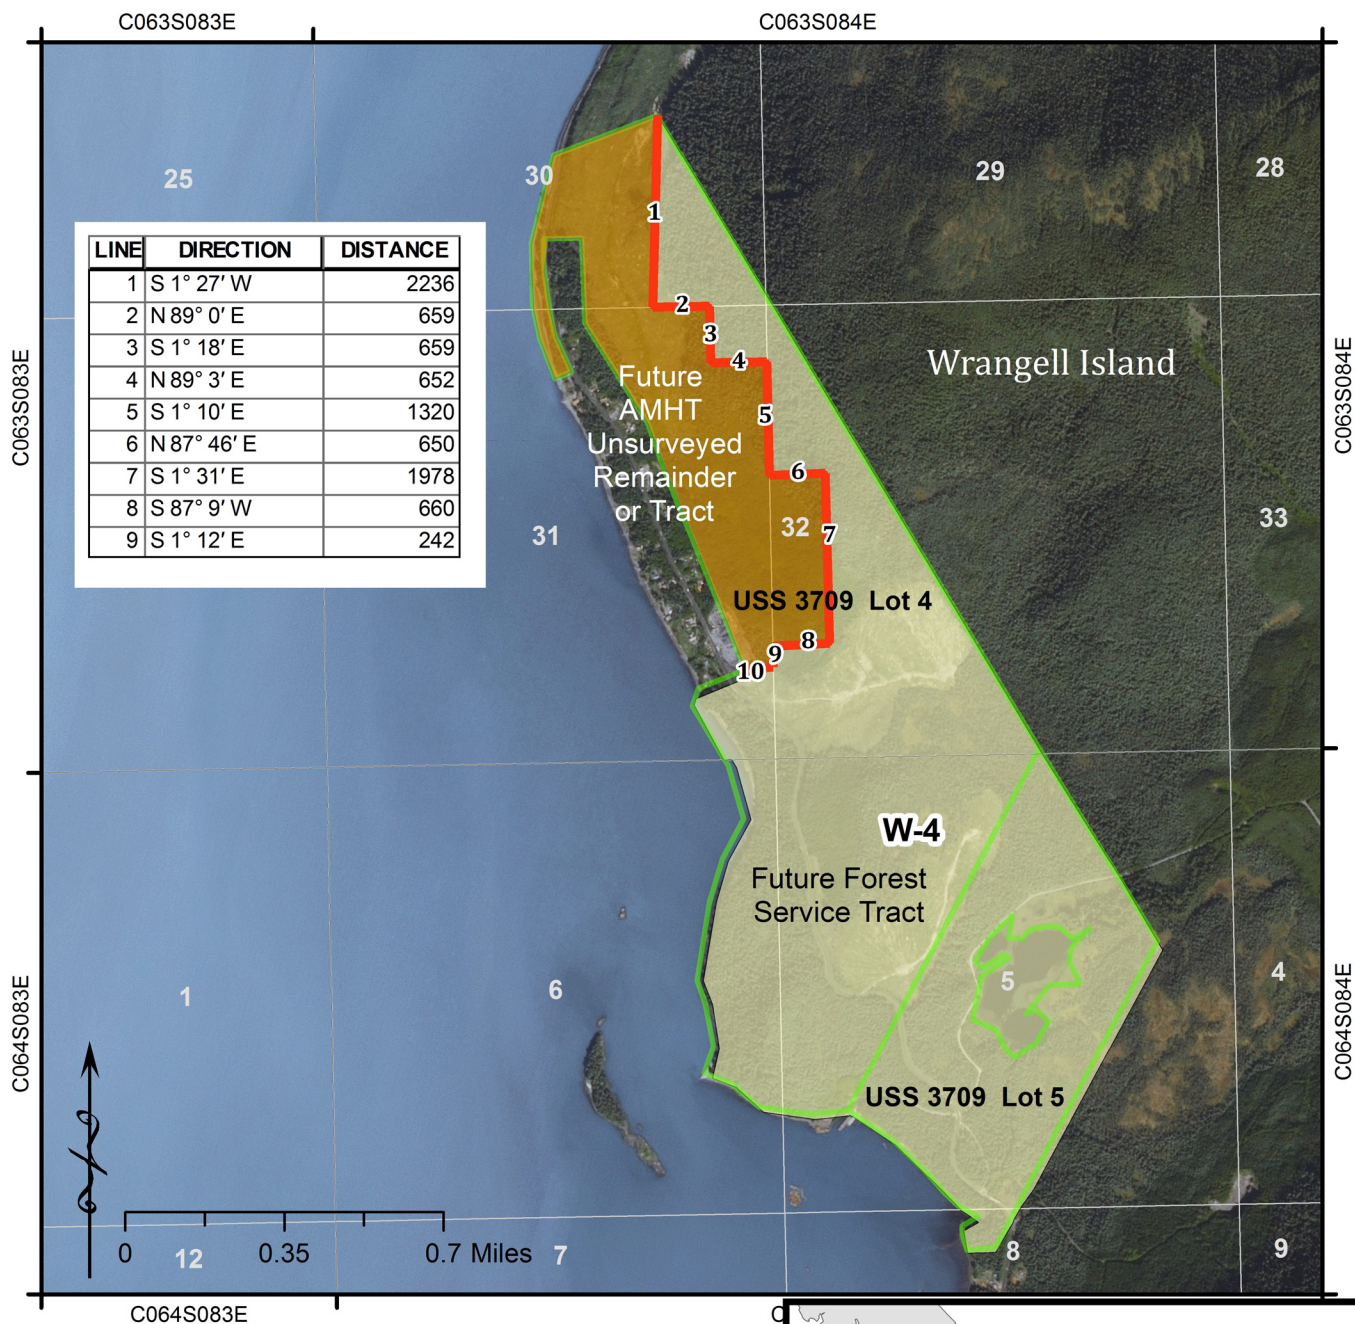 C063S083E
C063S084E
25
30
29
28
1
LINE DIRECTION DISTANCE
1 S 1° 27′ W 2236
2 N 89° 0′ E 659
3 S 1° 18′ E 659
4 N 89° 3′ E 652
5 S 1° 10′ E 1320
6 N 87° 46′ E 650
7 S 1° 31′ E 1978
8 S 87° 9′ W 660
9 S 1° 12′ E 242
2
3
4
5
6
7
8
9
10
C063S083E
C063S084E
Wrangell Island
Future
AMHT
Unsurveyed
Remainder
or Tract
31
32
33
USS 3709 Lot 4
W-4
Future Forest
Service Tract
C064S083E
C064S084E
1
6
5
4
USS 3709 Lot 5
0 0.35 0.7 Miles
12
7
8
9
C064S083E
C